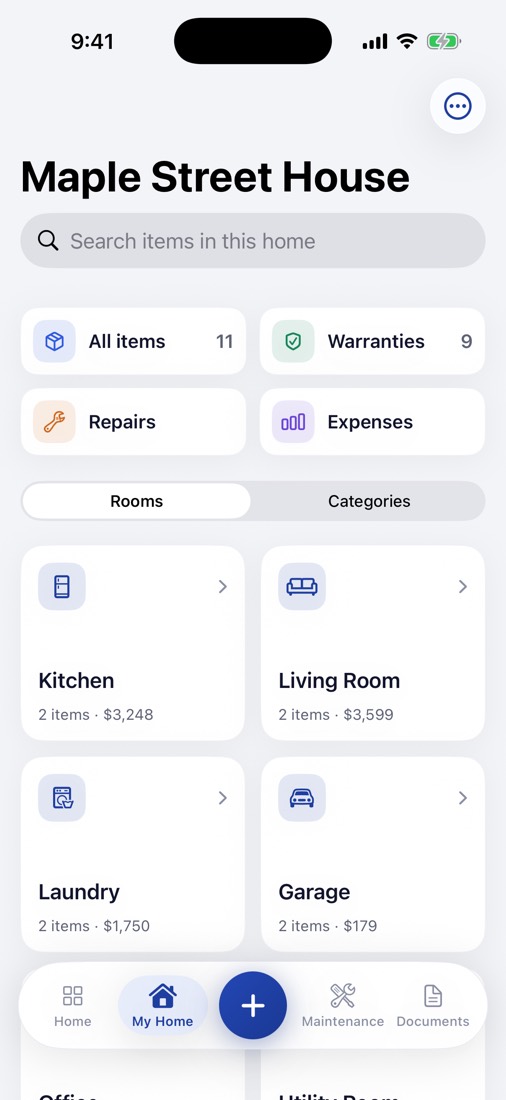 9:41
Maple Street House
Search items in this home
All items 11
Warranties 9
Repairs
Expenses
Rooms
Categories
Kitchen
2 items · $3,248
Living Room
2 items · $3,599
Laundry
2 items · $1,750
Garage
2 items · $179
Home
My Home
Maintenance
Documents